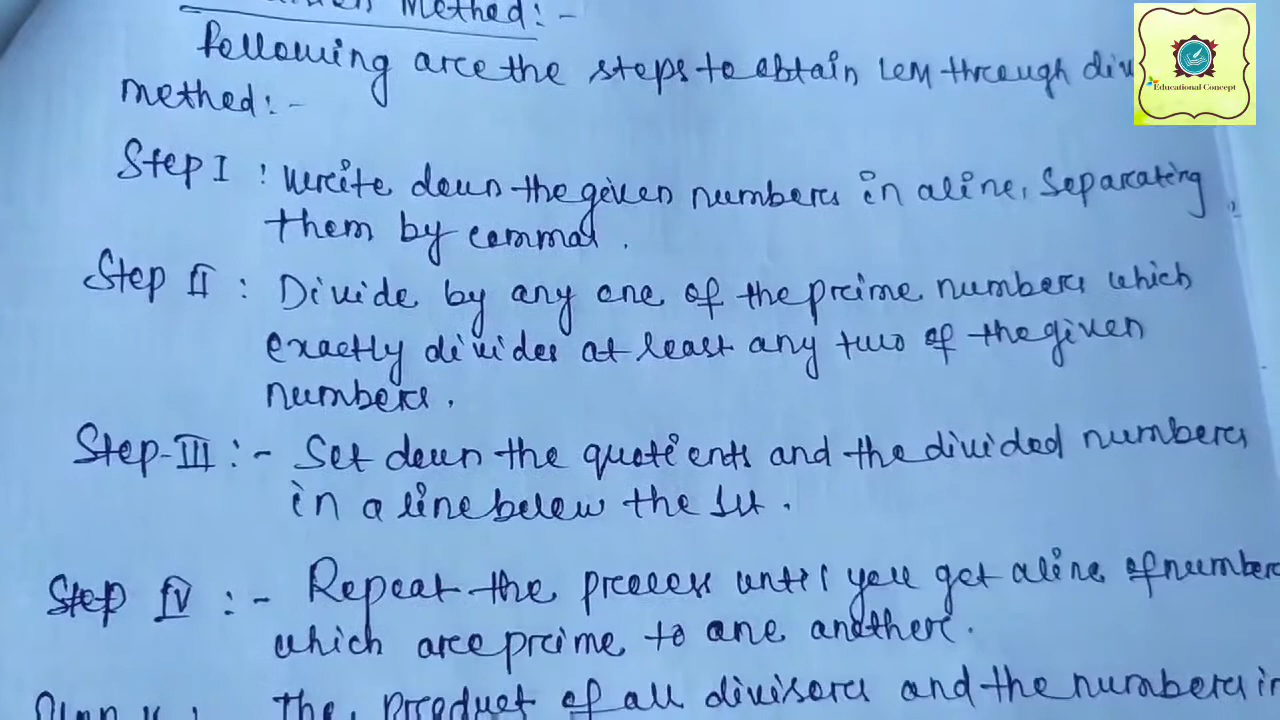 Method:-
Following are the steps to obtain lcm through div
method:-
Educational Concept
Step I : Write down the given numbers in a line, separating
them by commas.
Step II : Divide by any one of the prime numbers which
exactly divides at least any two of the given
numbers.
Step-III :- Set down the quotients and the divided numbers
in a line below the 1st.
Step IV :- Repeat the process until you get a line of number
which are prime to one another.
the product of all divisors and the numbers in